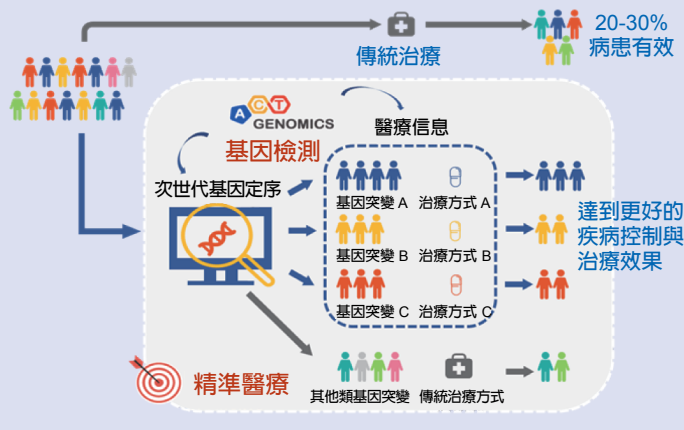 20-30%
病患有效
傳統治療
ACT
GENOMICS
醫療信息
基因檢測
次世代基因定序
基因突變 A 治療方式 A
基因突變 B 治療方式 B
基因突變 C 治療方式 C
達到更好的
疾病控制與
治療效果
精準醫療
其他類基因突變 傳統治療方式